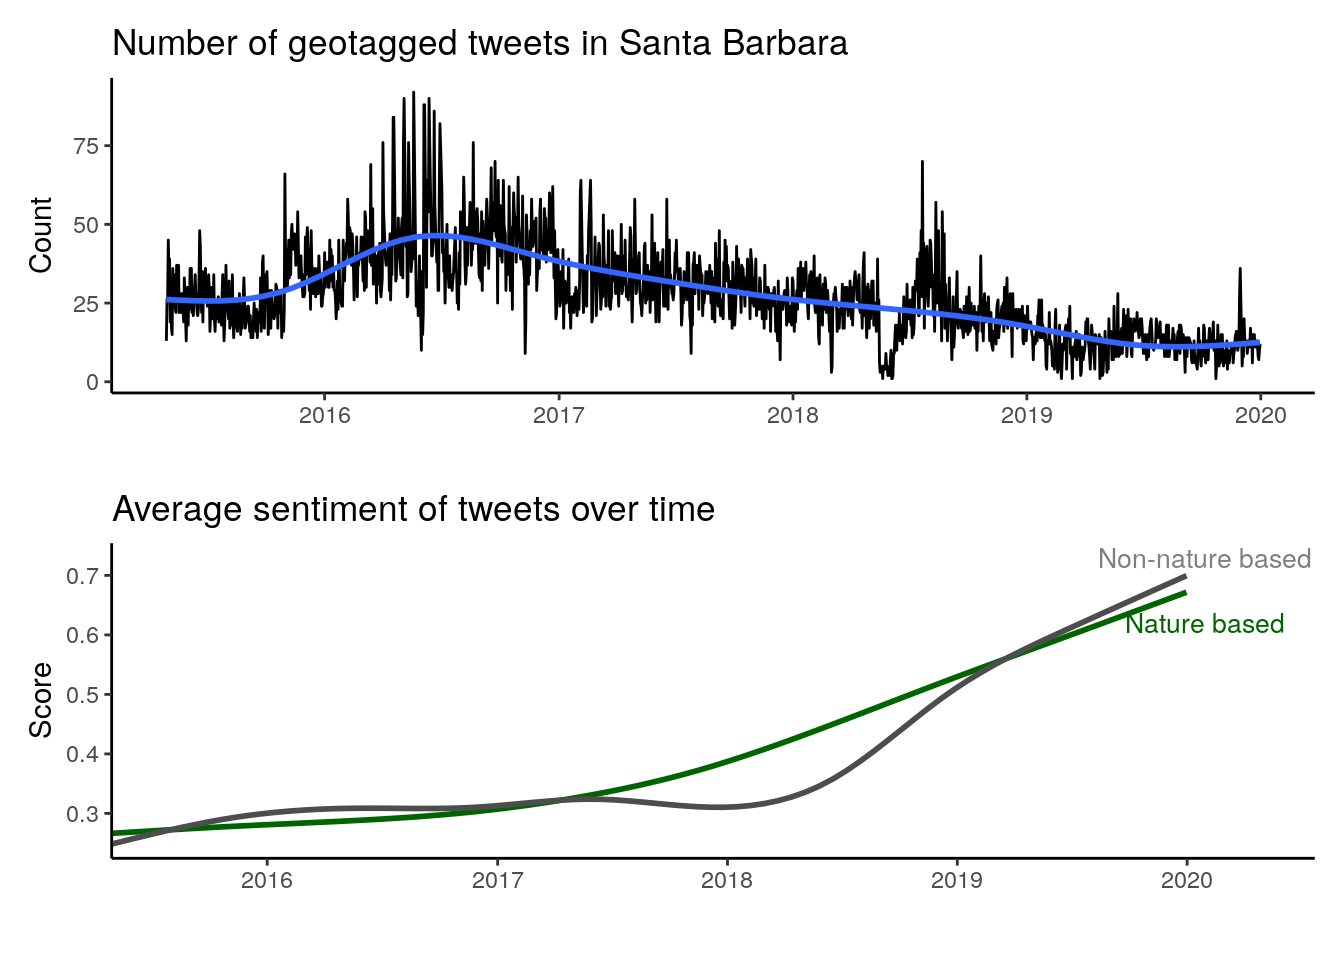 Number of geotagged tweets in Santa Barbara
Count
75
50
25
0
2016 2017 2018 2019 2020
Average sentiment of tweets over time
Score
Non-nature based
0.7
Nature based
0.6
0.5
0.4
0.3
2016 2017 2018 2019 2020